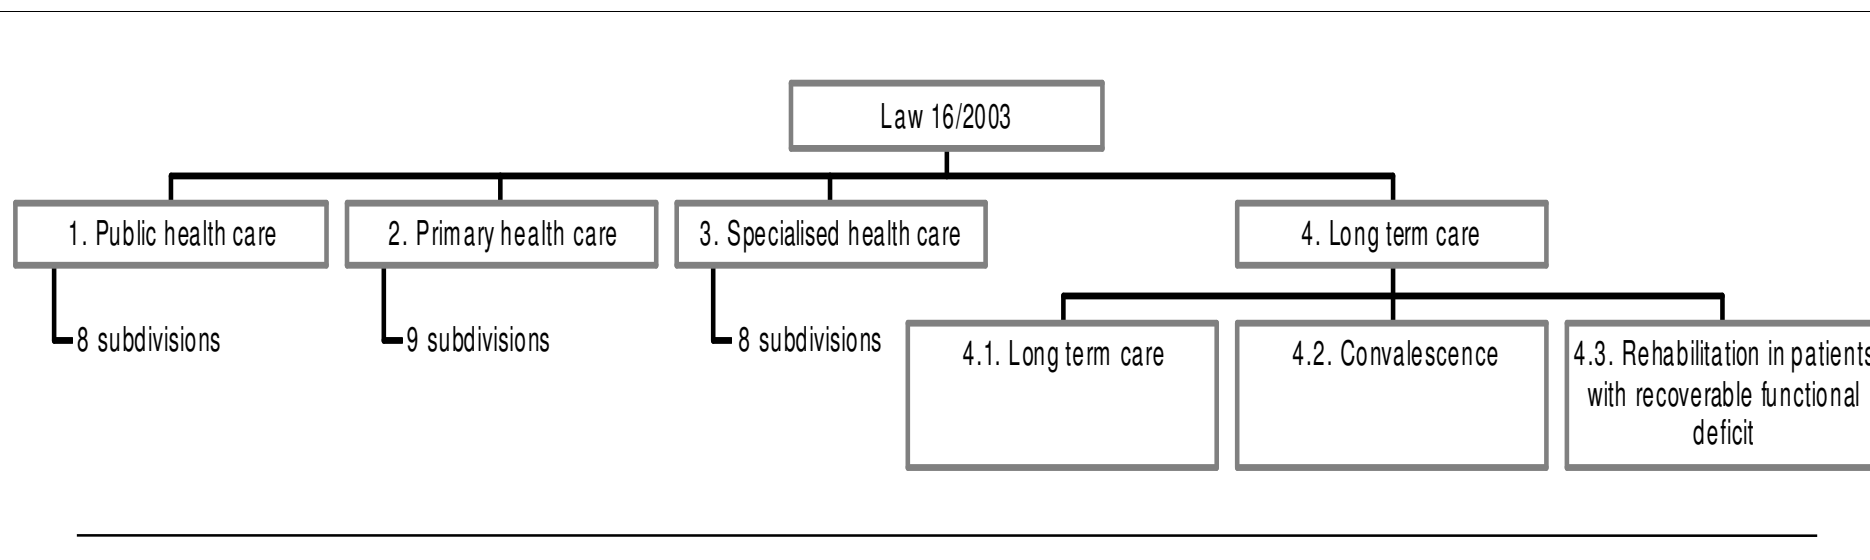 Law 16/2003
1. Public health care
2. Primary health care
3. Specialised health care
4. Long term care
8 subdivisions
9 subdivisions
8 subdivisions
4.1. Long term care
4.2. Convalescence
4.3. Rehabilitation in patients
with recoverable functional
deficit